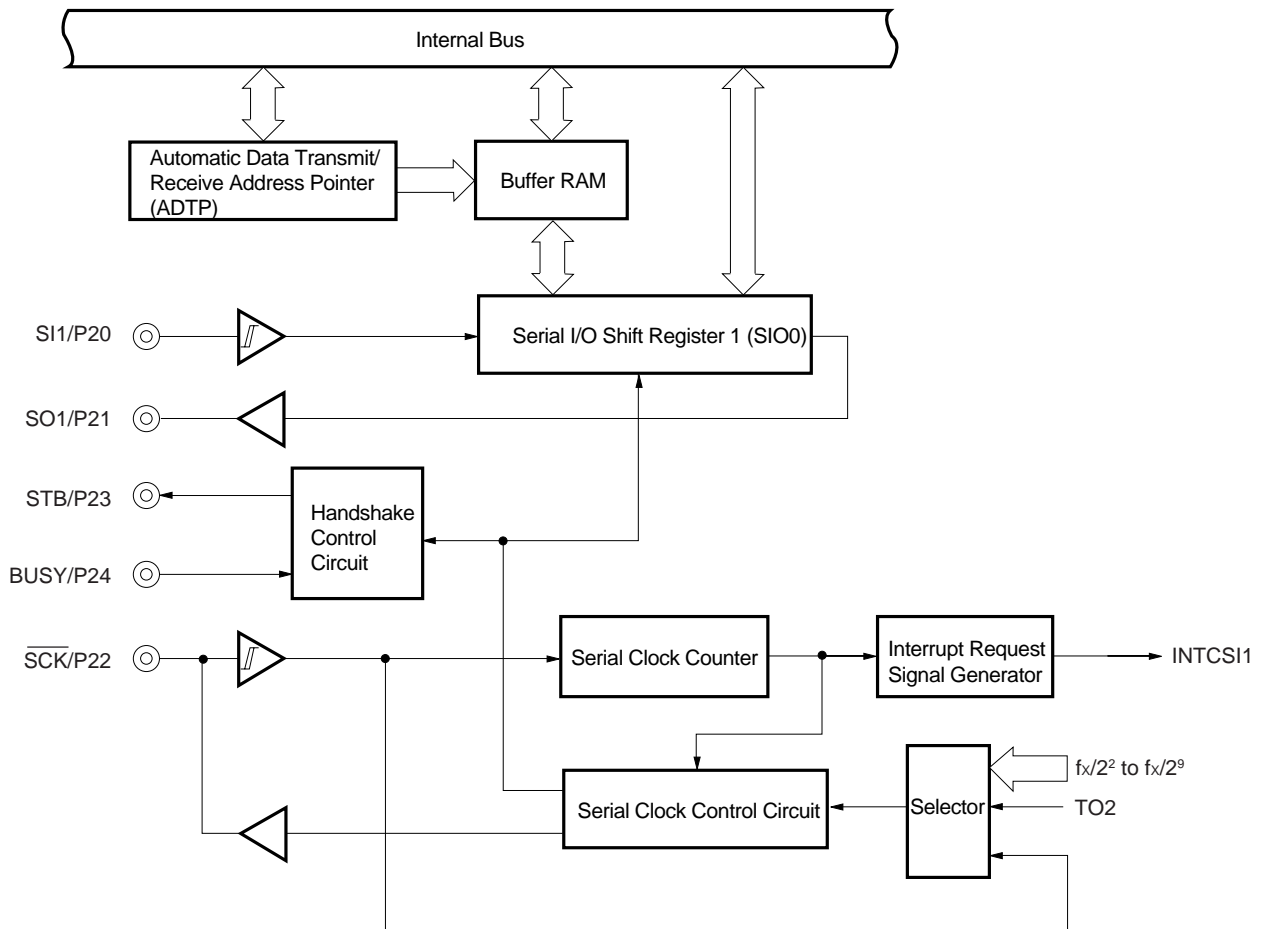 Internal Bus
Automatic Data Transmit/
Receive Address Pointer
(ADTP)
Buffer RAM
SI1/P20
Serial I/O Shift Register 1 (SIO0)
SO1/P21
STB/P23
Handshake
Control
Circuit
BUSY/P24
SCK/P22
Serial Clock Counter
Interrupt Request
Signal Generator
INTCSI1
fx/2² to fx/2⁹
Serial Clock Control Circuit
Selector
TO2